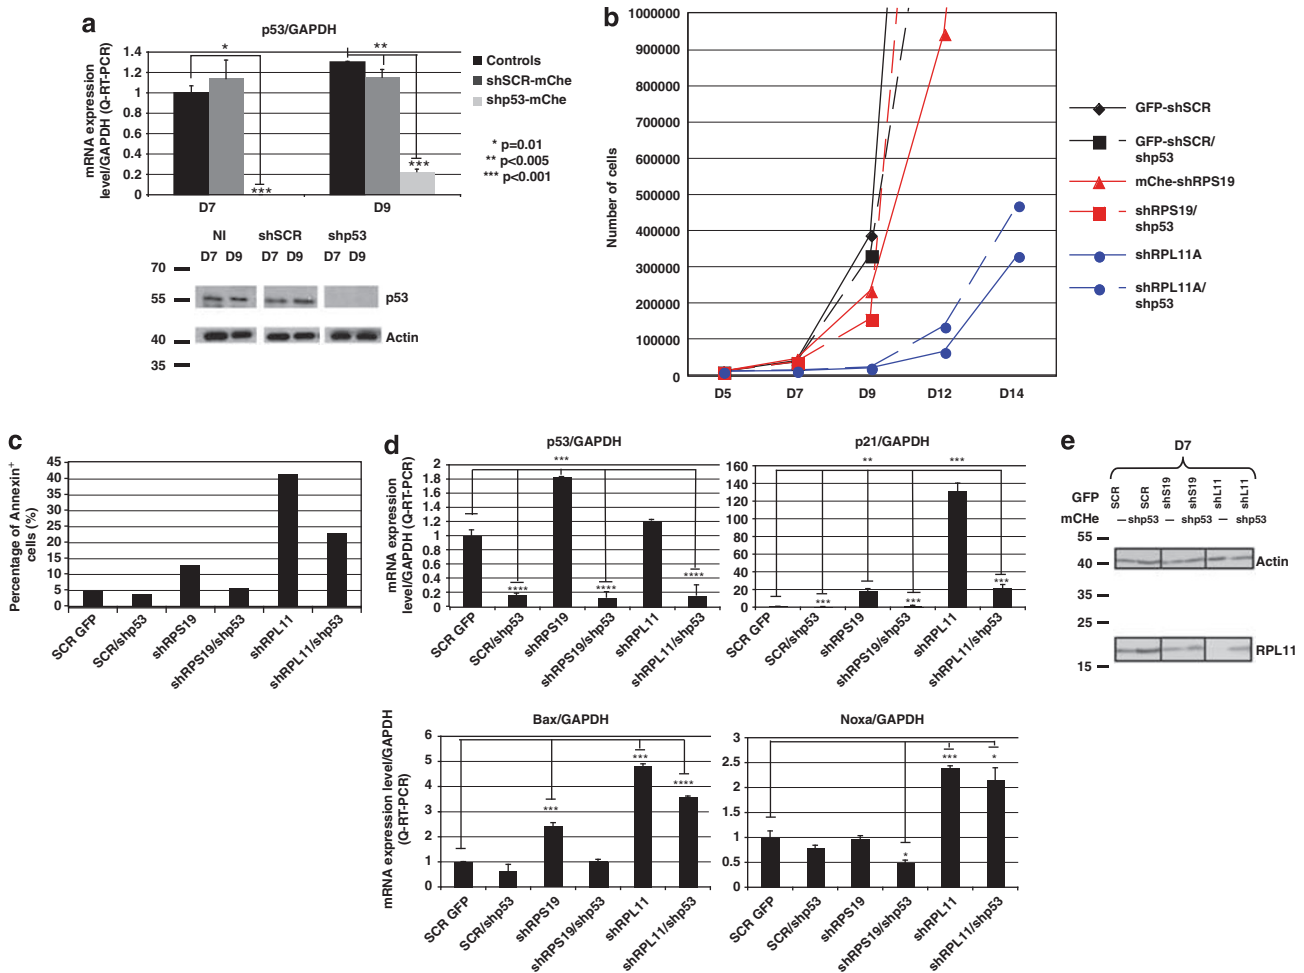 a
p53/GAPDH
mRNA expression
level/GAPDH (Q-RT-PCR)
1.4
1.2
1
0.8
0.6
0.4
0.2
0
*
**
***
***
D7
D9
Controls
shSCR-mChe
shp53-mChe
* p=0.01
** p<0.005
*** p<0.001
NI
shSCR
shp53
D7 D9
D7 D9
D7 D9
70
55
40
35
p53
Actin
b
Number of cells
1000000
900000
800000
700000
600000
500000
400000
300000
200000
100000
0
D5
D7
D9
D12
D14
GFP-shSCR
GFP-shSCR/
shp53
mChe-shRPS19
shRPS19/
shp53
shRPL11A
shRPL11A/
shp53
c
Percentage of Annexin+
cells (%)
45
40
35
30
25
20
15
10
5
0
SCR GFP
SCR/shp53
shRPS19
shRPS19/shp53
shRPL11
shRPL11/shp53
d
p53/GAPDH
mRNA expression
level/GAPDH (Q-RT-PCR)
2
1.8
1.6
1.4
1.2
1
0.8
0.6
0.4
0.2
0
***
****
****
****
SCR GFP
SCR/shp53
shRPS19
shRPS19/shp53
shRPL11
shRPL11/shp53
p21/GAPDH
160
140
120
100
80
60
40
20
0
**
***
***
***
***
SCR GFP
SCR/shp53
shRPS19
shRPS19/shp53
shRPL11
shRPL11/shp53
e
D7
GFP
SCR
SCR
shS19
shS19
shL11
shL11
mCHe
— shp53 — shp53 — shp53
55
40
35
25
15
Actin
RPL11
Bax/GAPDH
mRNA expression level/GAPDH
(Q-RT-PCR)
6
5
4
3
2
1
0
***
***
****
SCR GFP
SCR/shp53
shRPS19
shRPS19/shp53
shRPL11
shRPL11/shp53
Noxa/GAPDH
3
2.5
2
1.5
1
0.5
0
*
***
*
SCR GFP
SCR/shp53
shRPS19
shRPS19/shp53
shRPL11
shRPL11/shp53